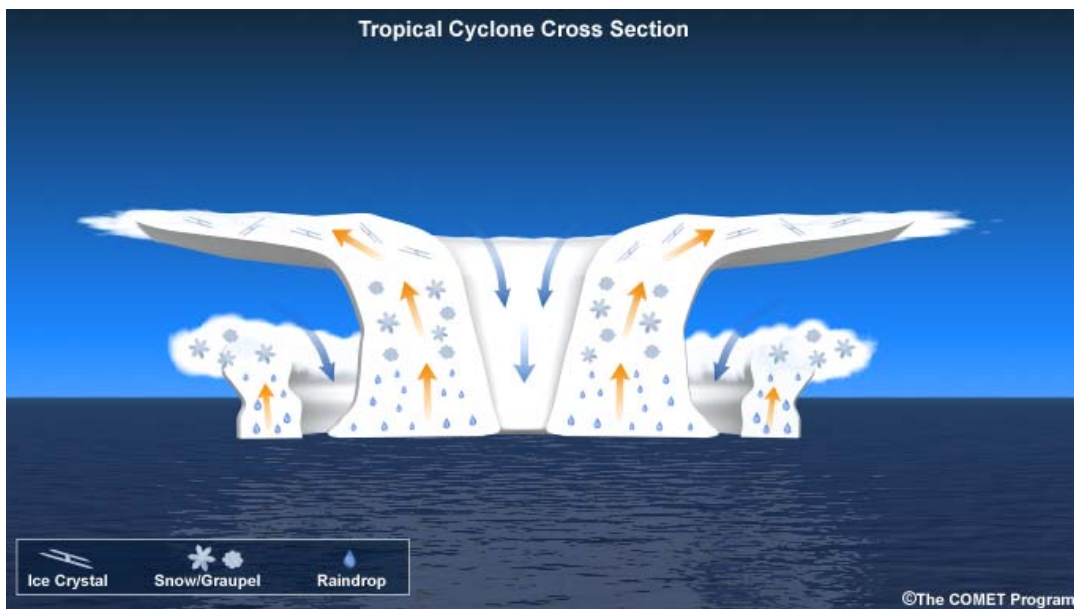 Tropical Cyclone Cross Section
Ice Crystal
Snow/Graupel
Raindrop
©The COMET Program